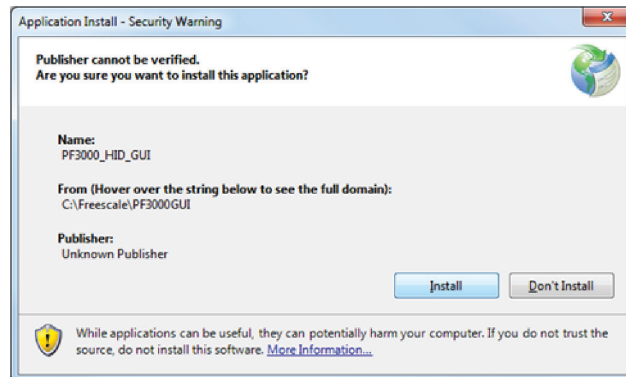 Application Install - Security Warning
Publisher cannot be verified.
Are you sure you want to install this application?
Name:
PF3000_HID_GUI
From (Hover over the string below to see the full domain):
C:\Freescale\PF3000GUI
Publisher:
Unknown Publisher
Install Don't Install
While applications can be useful, they can potentially harm your computer. If you do not trust the
source, do not install this software. More Information...